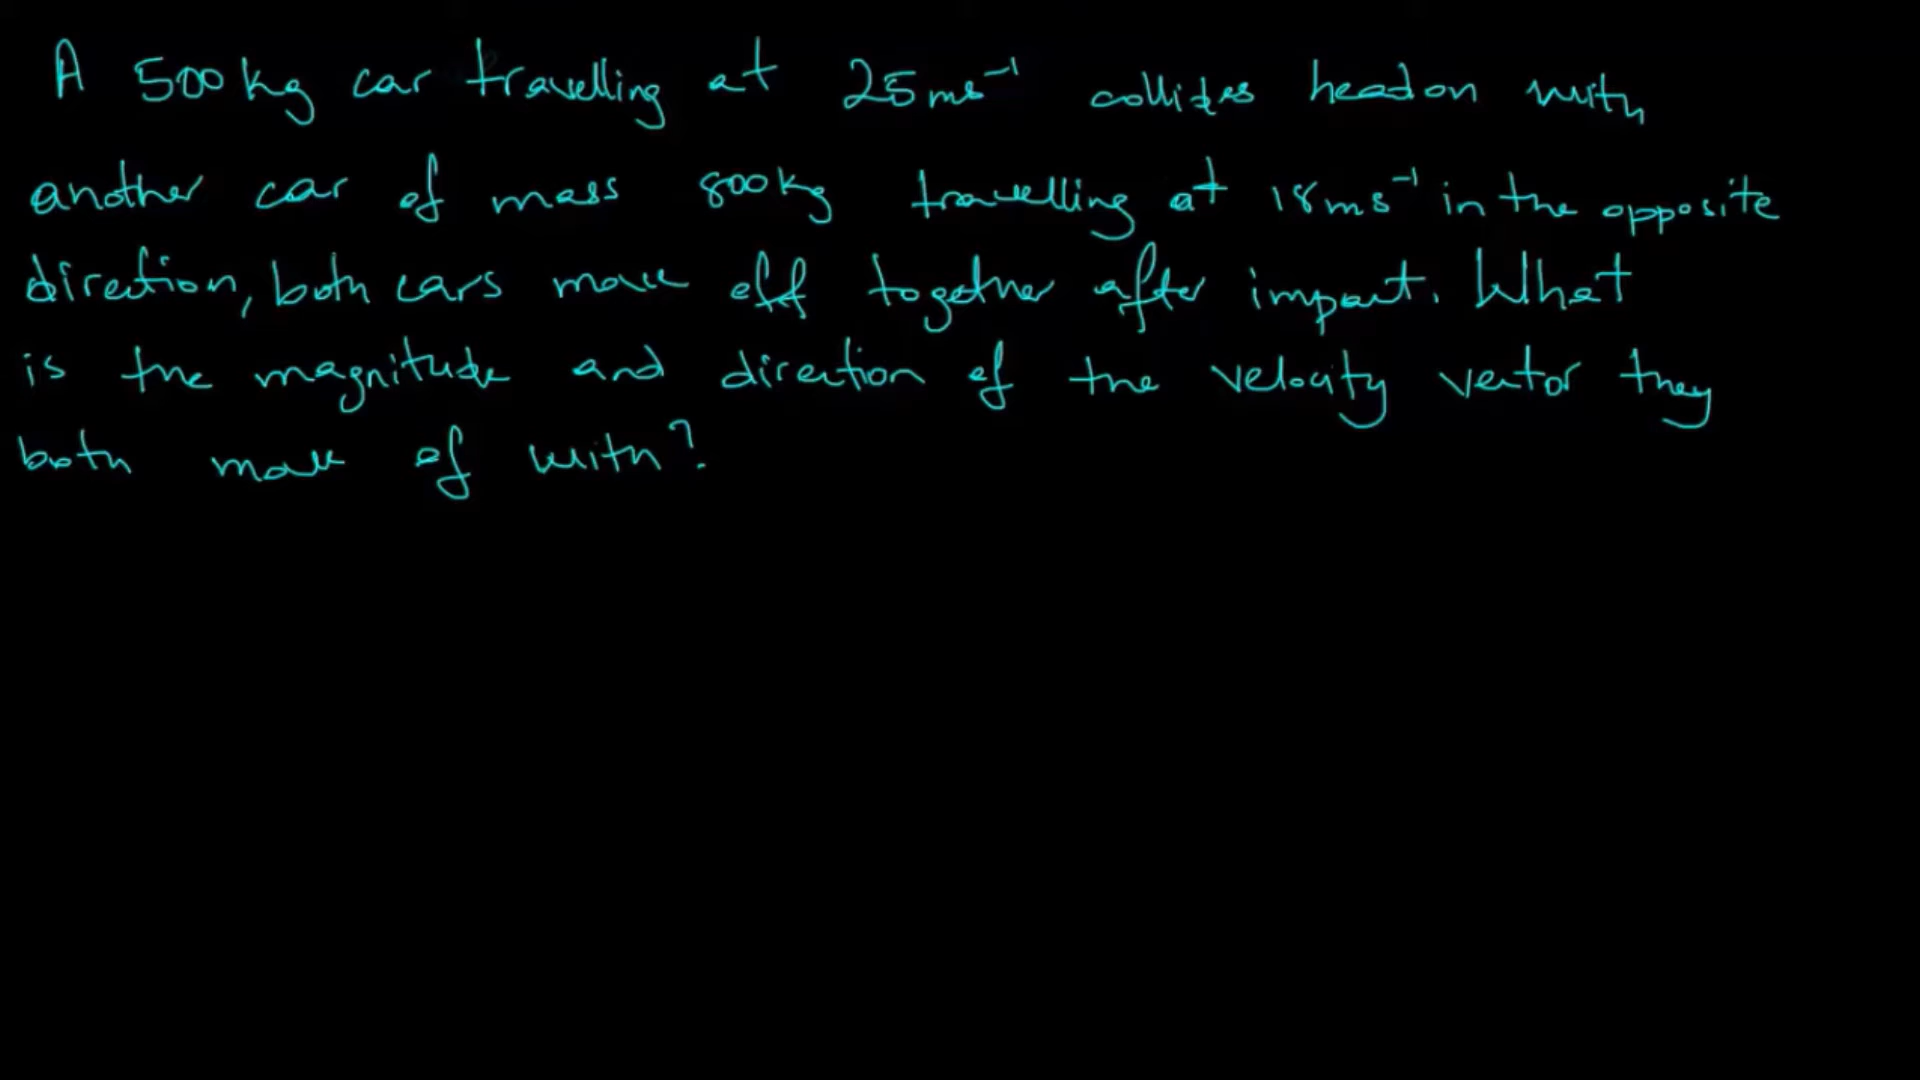 A 500kg car travelling at 25ms⁻¹ collides head on with
another car of mass 800kg travelling at 18ms⁻¹ in the opposite
direction, both cars move off together after impact. What
is the magnitude and direction of the velocity vector they
both move of with?